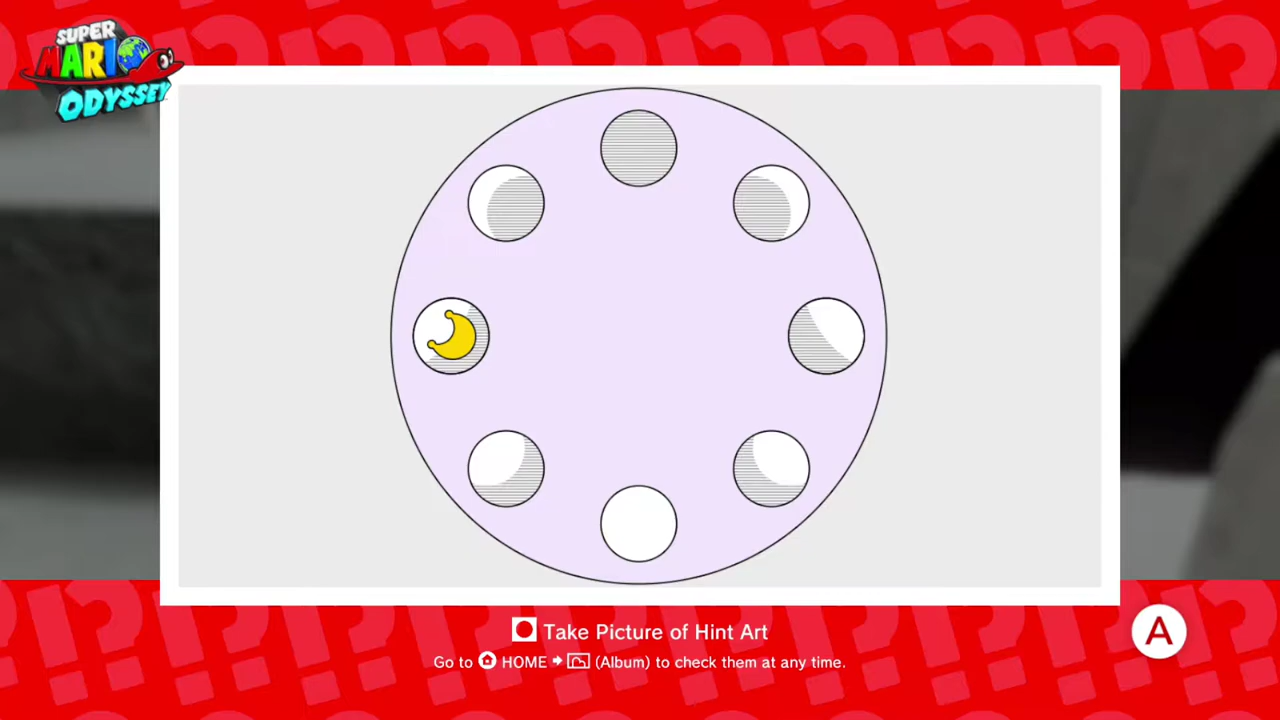 SUPER
MARIO
ODYSSEY
Take Picture of Hint Art
A
Go to HOME (Album) to check them at any time.